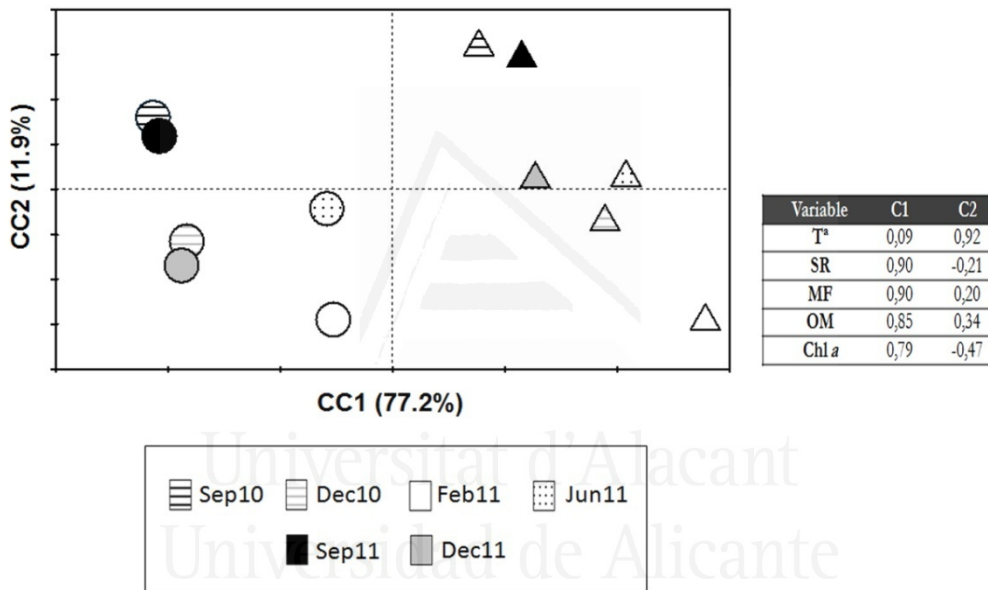 CC2 (11.9%)
CC1 (77.2%)
Variable C1 C2
Tª 0,09 0,92
SR 0,90 -0,21
MF 0,90 0,20
OM 0,85 0,34
Chl a 0,79 -0,47
Universitat d'Alacant
Sep10 Dec10 Feb11 Jun11
Universidad de Alicante
Sep11 Dec11